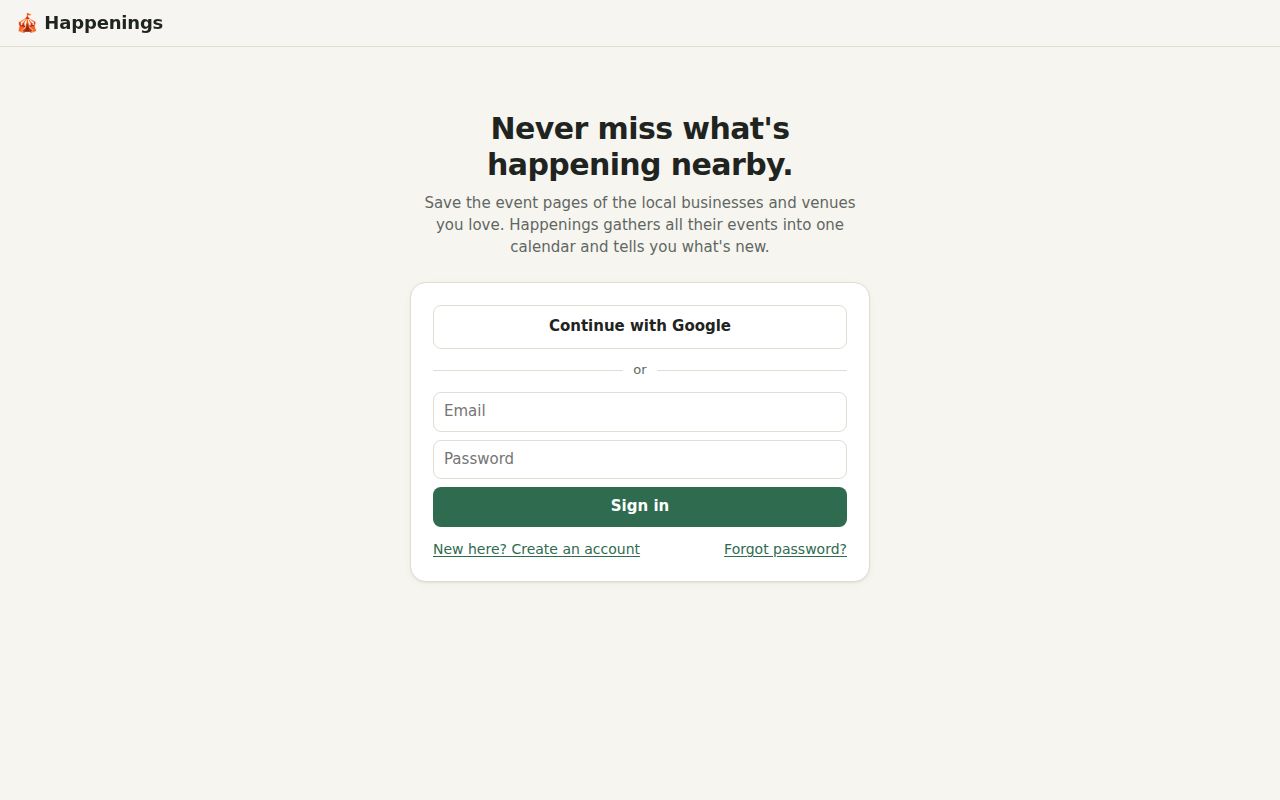 🎪 Happenings
Never miss what's
happening nearby.
Save the event pages of the local businesses and venues
you love. Happenings gathers all their events into one
calendar and tells you what's new.
Continue with Google
or
Email
Password
Sign in
New here? Create an account Forgot password?